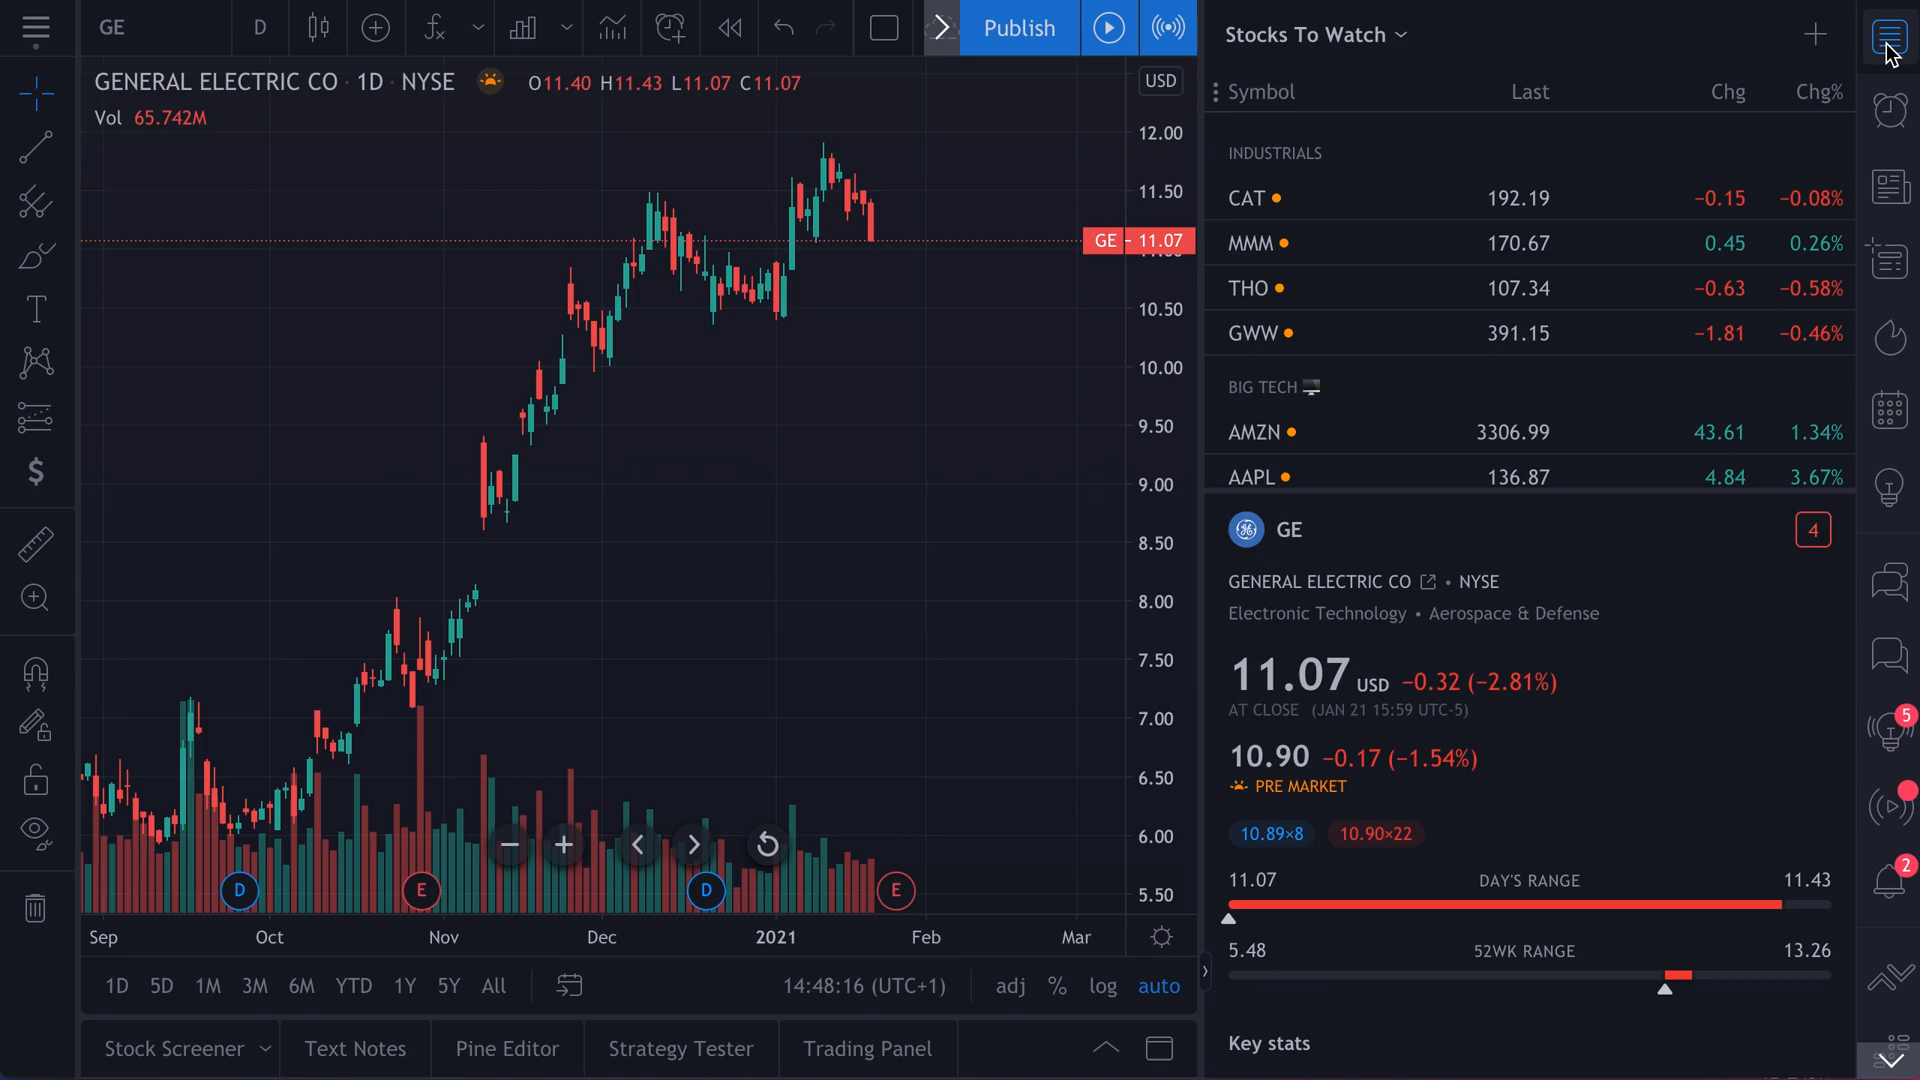 GE
D
Publish
GENERAL ELECTRIC CO · 1D · NYSE
O11.40 H11.43 L11.07 C11.07
Vol 65.742M
USD
12.00
11.50
GE - 11.07
10.50
10.00
9.50
9.00
8.50
8.00
7.50
7.00
6.50
6.00
5.50
D
E
D
E
Sep
Oct
Nov
Dec
2021
Feb
Mar
1D
5D
1M
3M
6M
YTD
1Y
5Y
All
14:48:16 (UTC+1)
adj
%
log
auto
Stock Screener
Text Notes
Pine Editor
Strategy Tester
Trading Panel
Stocks To Watch
Symbol Last Chg Chg%
INDUSTRIALS
CAT 192.19 −0.15 −0.08%
MMM 170.67 0.45 0.26%
THO 107.34 −0.63 −0.58%
GWW 391.15 −1.81 −0.46%
BIG TECH
AMZN 3306.99 43.61 1.34%
AAPL 136.87 4.84 3.67%
GE
4
GENERAL ELECTRIC CO • NYSE
Electronic Technology • Aerospace & Defense
11.07 USD −0.32 (−2.81%)
AT CLOSE (JAN 21 15:59 UTC-5)
10.90 −0.17 (−1.54%)
PRE MARKET
10.89×8 10.90×22
11.07 DAY'S RANGE 11.43
5.48 52WK RANGE 13.26
Key stats
5
2